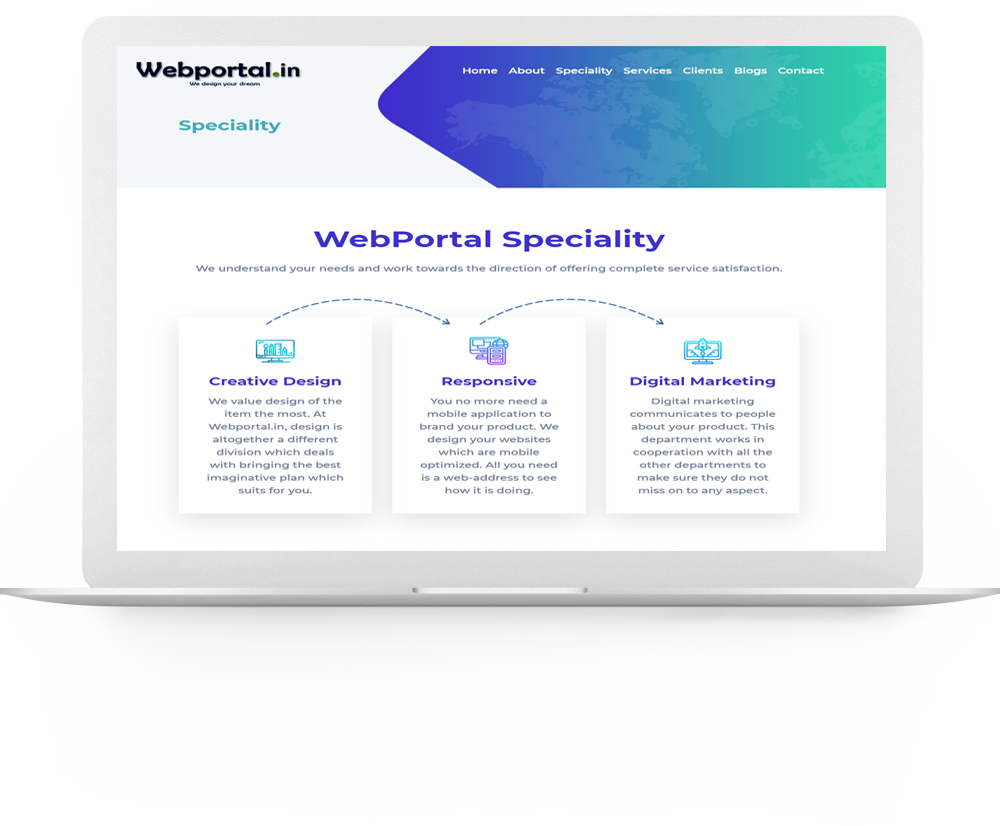 Webportal.in
We design your dream
Home About Speciality Services Clients Blogs Contact
Speciality
WebPortal Speciality
We understand your needs and work towards the direction of offering complete service satisfaction.
Creative Design
We value design of the
item the most. At
Webportal.in, design is
altogether a different
division which deals
with bringing the best
imaginative plan which
suits for you.
Responsive
You no more need a
mobile application to
brand your product. We
design your websites
which are mobile
optimized. All you need
is a web-address to see
how it is doing.
Digital Marketing
Digital marketing
communicates to people
about your product. This
department works in
cooperation with all the
other departments to
make sure they do not
miss on to any aspect.